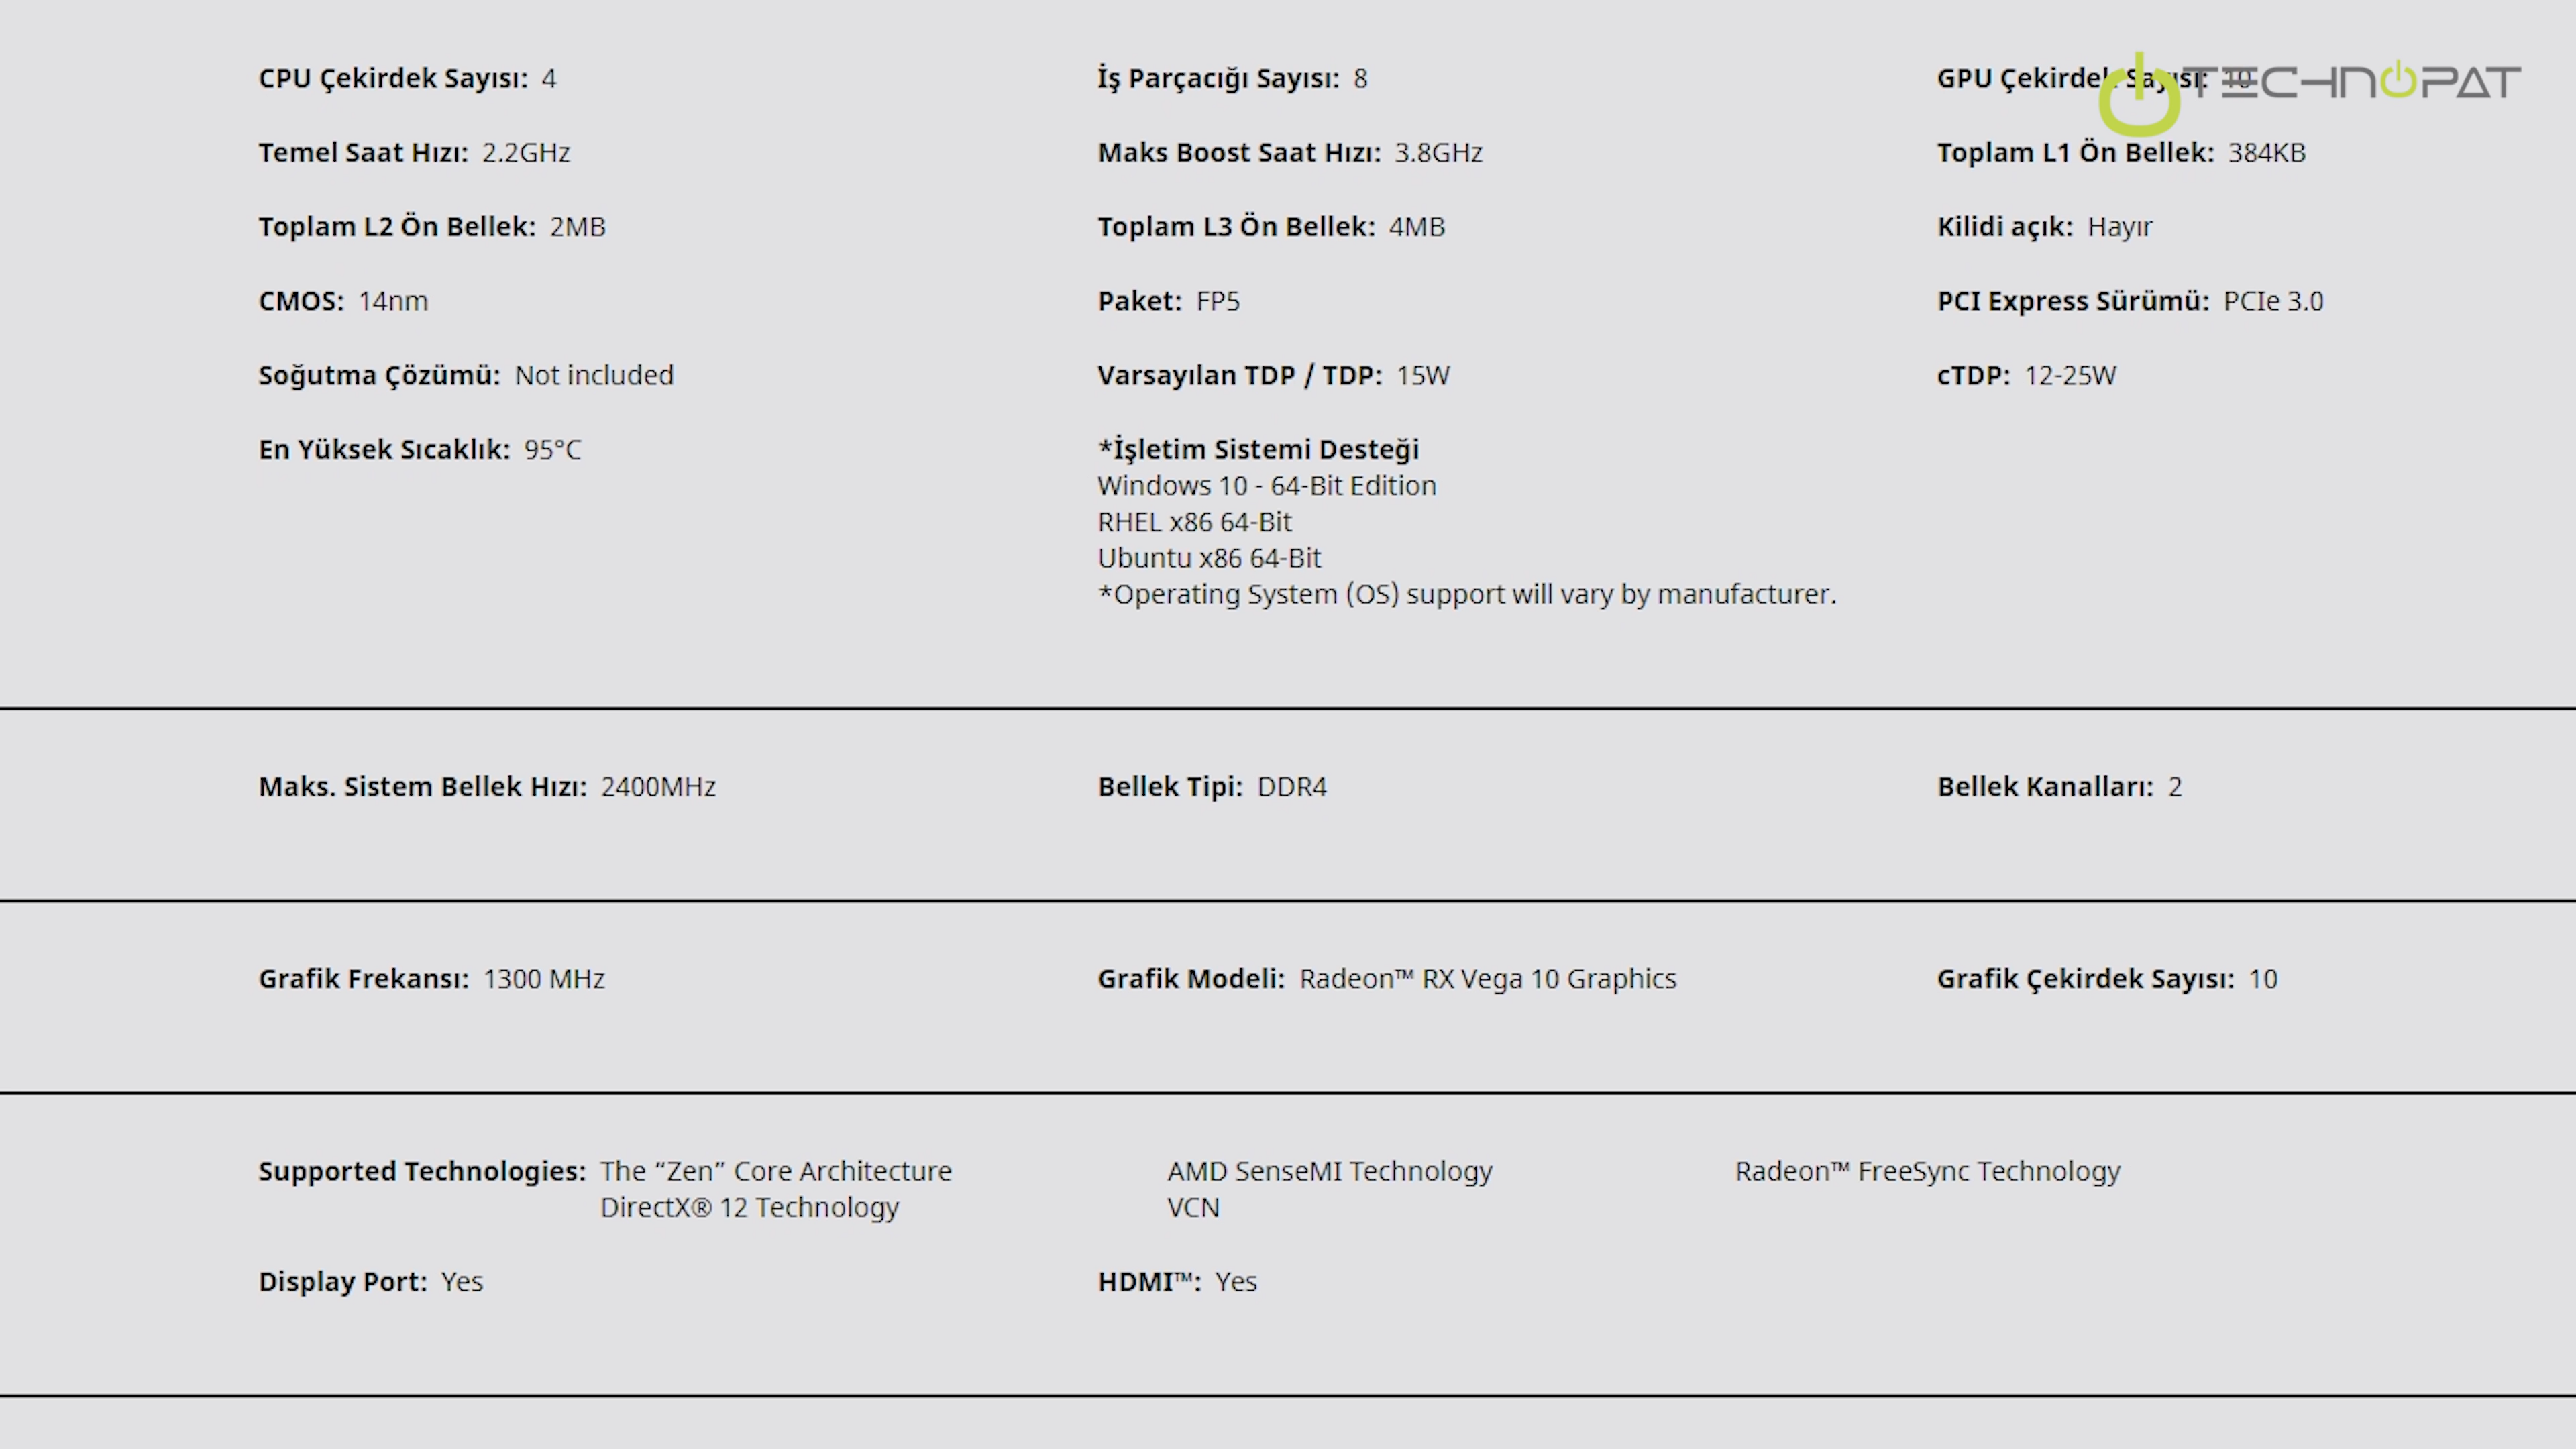 CPU Çekirdek Sayısı: 4
İş Parçacığı Sayısı: 8
GPU Çekirdek Sayısı: 10
TECHNOPAT
Temel Saat Hızı: 2.2GHz
Maks Boost Saat Hızı: 3.8GHz
Toplam L1 Ön Bellek: 384KB
Toplam L2 Ön Bellek: 2MB
Toplam L3 Ön Bellek: 4MB
Kilidi açık: Hayır
CMOS: 14nm
Paket: FP5
PCI Express Sürümü: PCIe 3.0
Soğutma Çözümü: Not included
Varsayılan TDP / TDP: 15W
cTDP: 12-25W
En Yüksek Sıcaklık: 95°C
*İşletim Sistemi Desteği
Windows 10 - 64-Bit Edition
RHEL x86 64-Bit
Ubuntu x86 64-Bit
*Operating System (OS) support will vary by manufacturer.
Maks. Sistem Bellek Hızı: 2400MHz
Bellek Tipi: DDR4
Bellek Kanalları: 2
Grafik Frekansı: 1300 MHz
Grafik Modeli: Radeon™ RX Vega 10 Graphics
Grafik Çekirdek Sayısı: 10
Supported Technologies: The “Zen” Core Architecture
AMD SenseMI Technology
Radeon™ FreeSync Technology
DirectX® 12 Technology
VCN
Display Port: Yes
HDMI™: Yes